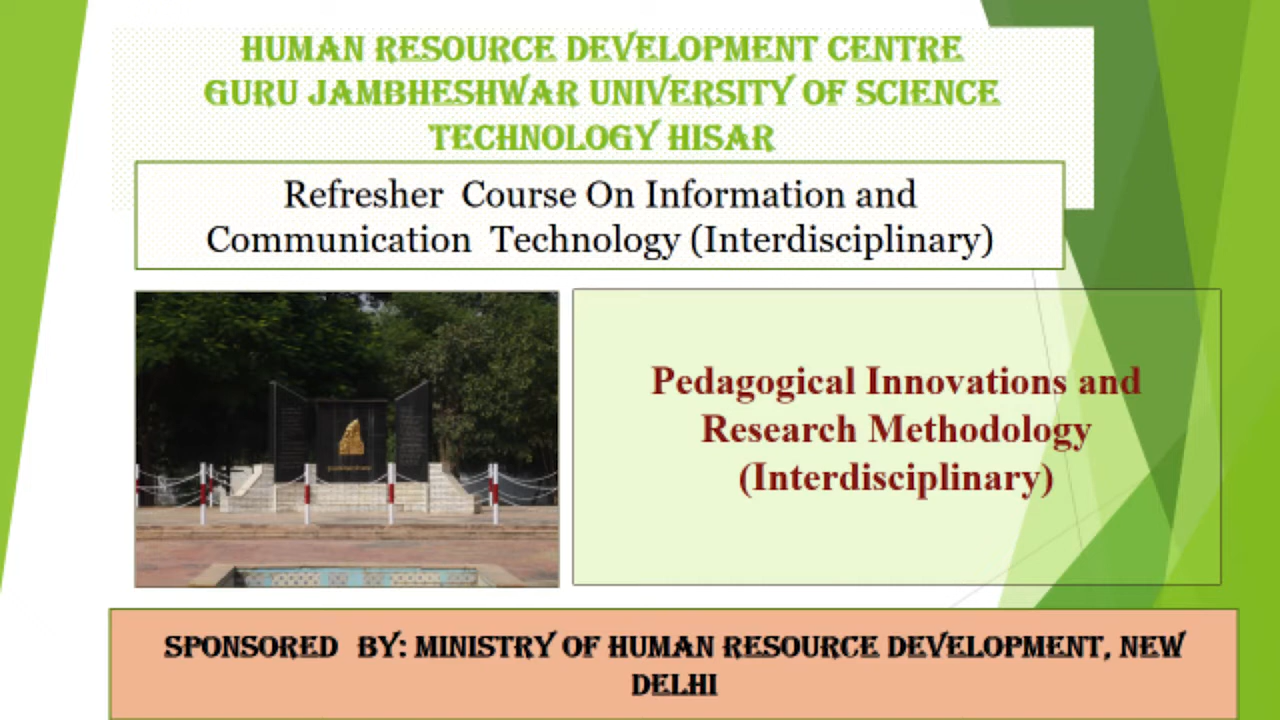 HUMAN RESOURCE DEVELOPMENT CENTRE
GURU JAMBHESHWAR UNIVERSITY OF SCIENCE
TECHNOLOGY HISAR
Refresher Course On Information and
Communication Technology (Interdisciplinary)
Pedagogical Innovations and
Research Methodology
(Interdisciplinary)
SPONSORED BY: MINISTRY OF HUMAN RESOURCE DEVELOPMENT, NEW
DELHI